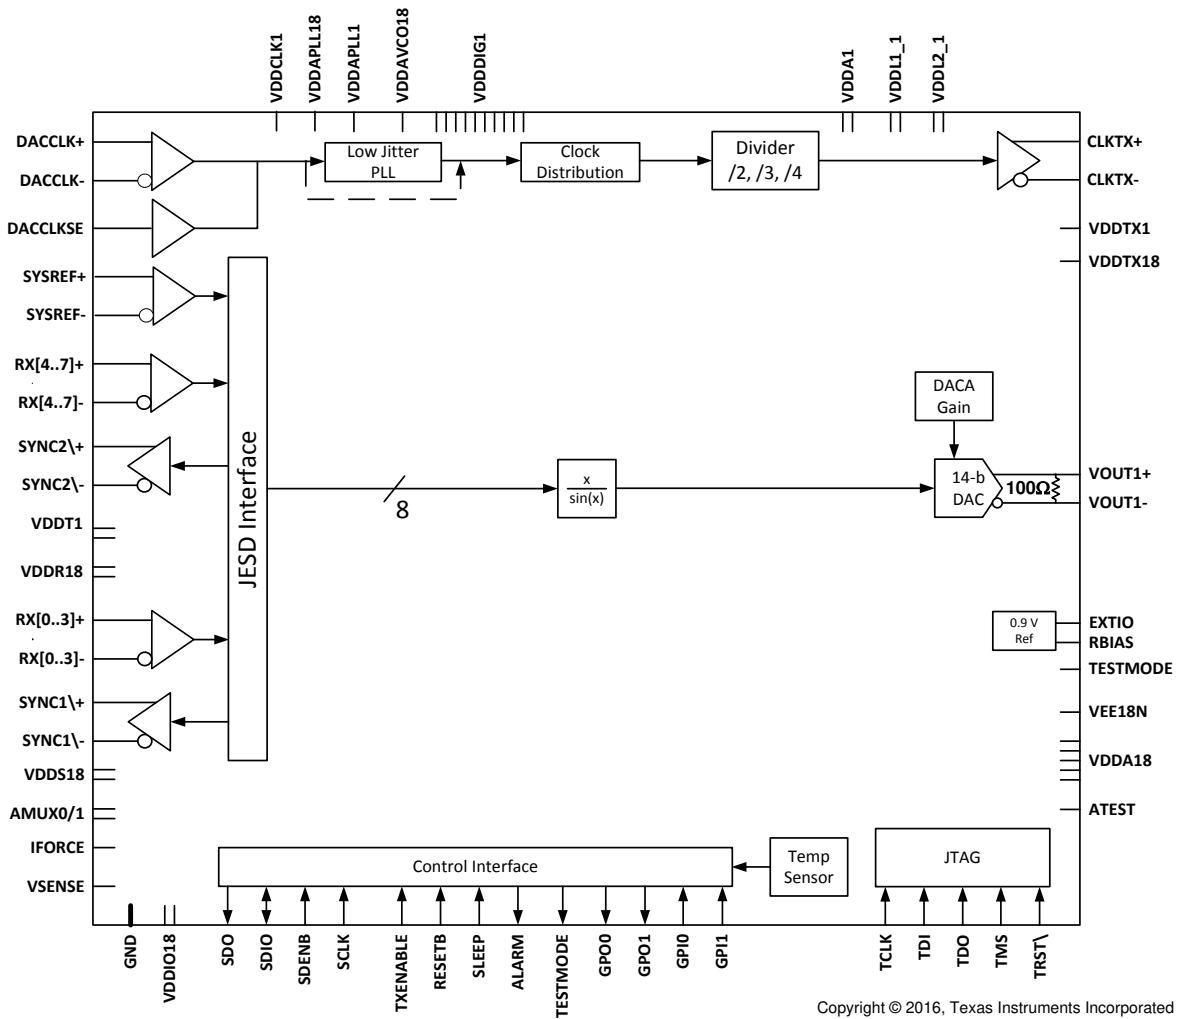 VDDCLK1
VDDAPLL18
VDDAPLL1
VDDAVCO18
VDDDIG1
VDDA1
VDDL1_1
VDDL2_1
DACCLK+
DACCLK-
DACCLKSE
Low Jitter
PLL
Clock
Distribution
Divider
/2, /3, /4
CLKTX+
CLKTX-
VDDTX1
VDDTX18
SYSREF+
SYSREF-
RX[4..7]+
RX[4..7]-
SYNC2\+
SYNC2\-
VDDT1
VDDR18
RX[0..3]+
RX[0..3]-
SYNC1\+
SYNC1\-
VDDS18
AMUX0/1
IFORCE
VSENSE
JESD Interface
8
x
sin(x)
DACA
Gain
14-b
DAC
100Ω
VOUT1+
VOUT1-
0.9 V
Ref
EXTIO
RBIAS
TESTMODE
VEE18N
VDDA18
ATEST
Control Interface
Temp
Sensor
JTAG
GND
VDDIO18
SDO
SDIO
SDENB
SCLK
TXENABLE
RESETB
SLEEP
ALARM
TESTMODE
GPO0
GPO1
GPI0
GPI1
TCLK
TDI
TDO
TMS
TRST\
Copyright © 2016, Texas Instruments Incorporated